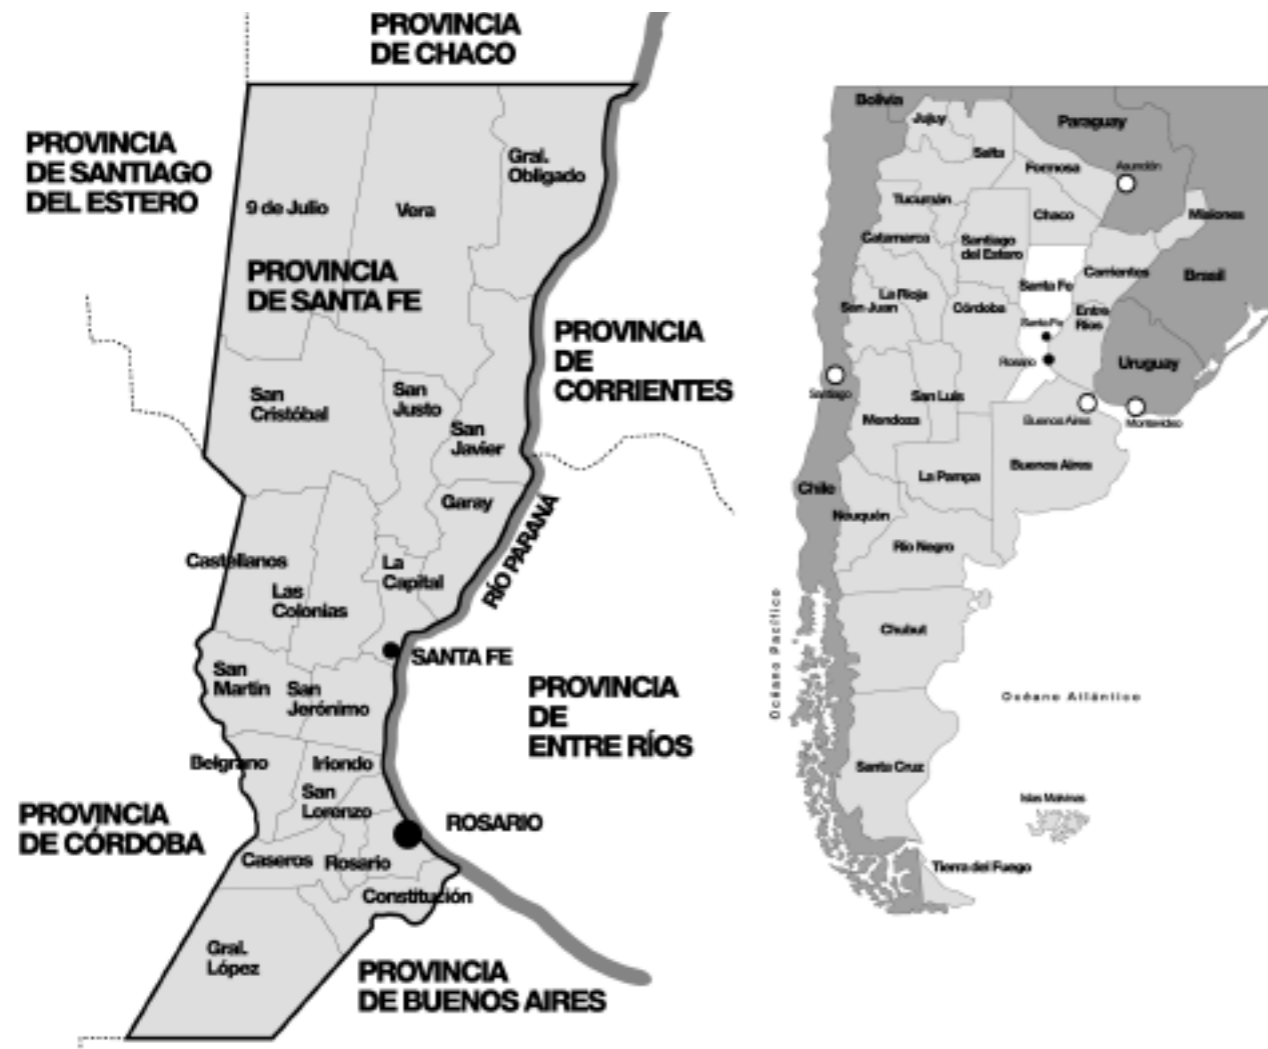 PROVINCIA
DE CHACO
PROVINCIA
DE SANTIAGO
DEL ESTERO
Gral.
Obligado
9 de Julio
Vera
PROVINCIA
DE SANTA FE
PROVINCIA
DE
CORRIENTES
San
Cristóbal
San
Justo
San
Javier
Garay
RÍO PARANÁ
Castellanos
La
Capital
Las
Colonias
SANTA FE
San
Martín
San
Jerónimo
PROVINCIA
DE
ENTRE RÍOS
Belgrano
Iriondo
San
Lorenzo
PROVINCIA
DE CÓRDOBA
ROSARIO
Caseros
Rosario
Constitución
Gral.
López
PROVINCIA
DE BUENOS AIRES
Bolivia
Jujuy
Paraguay
Salta
Formosa
Asunción
Tucumán
Chaco
Misiones
Catamarca
Santiago
del Estero
Corrientes
Brasil
Santa Fe
La Rioja
San Juan
Córdoba
Entre
Ríos
Santa Fe
Rosario
Uruguay
Santiago
San Luis
Mendoza
Buenos Aires
Montevideo
Buenos Aires
La Pampa
Chile
Neuquén
Río Negro
Océano Pacífico
Chubut
Océano Atlántico
Santa Cruz
Islas Malvinas
Tierra del Fuego